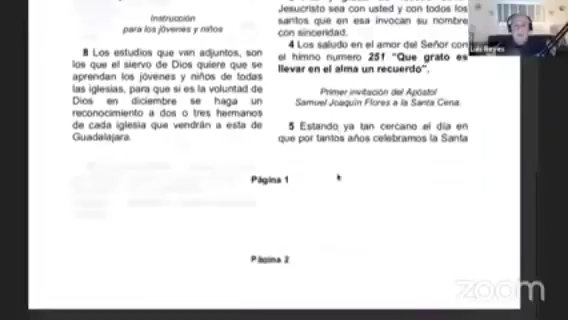 Instrucción
para los jóvenes y niños
8 Los estudios que van adjuntos, son
los que el siervo de Dios quiere que se
aprendan los jóvenes y niños de todas
las iglesias, para que si es la voluntad de
Dios en diciembre se haga un
reconocimiento a dos o tres hermanos
de cada iglesia que vendrán a esta de
Guadalajara.
Jesucristo sea con usted y con todos los
santos que en esa invocan su nombre
con sinceridad.
4 Los saludo en el amor del Señor con
el himno numero 251 "Que grato es
llevar en el alma un recuerdo".
Primer invitación del Apóstol
Samuel Joaquín Flores a la Santa Cena.
5 Estando ya tan cercano el día en
que por tantos años celebramos la Santa
Página 1
Página 2
zoom